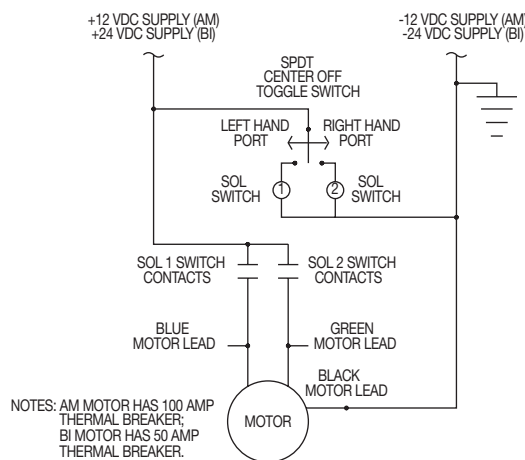 +12 VDC SUPPLY (AM)
+24 VDC SUPPLY (BI)
-12 VDC SUPPLY (AM)
-24 VDC SUPPLY (BI)
SPDT
CENTER OFF
TOGGLE SWITCH
LEFT HAND
PORT
RIGHT HAND
PORT
SOL
SWITCH
1
2
SOL
SWITCH
SOL 1 SWITCH
CONTACTS
SOL 2 SWITCH
CONTACTS
BLUE
MOTOR LEAD
GREEN
MOTOR LEAD
BLACK
MOTOR LEAD
MOTOR
NOTES: AM MOTOR HAS 100 AMP
THERMAL BREAKER;
BI MOTOR HAS 50 AMP
THERMAL BREAKER.